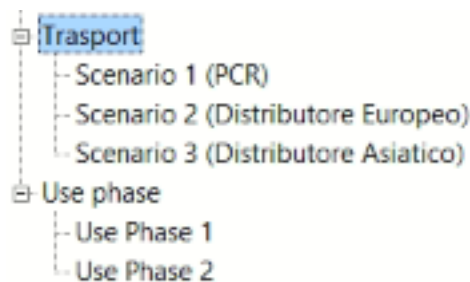 Trasport
Scenario 1 (PCR)
Scenario 2 (Distributore Europeo)
Scenario 3 (Distributore Asiatico)
Use phase
Use Phase 1
Use Phase 2